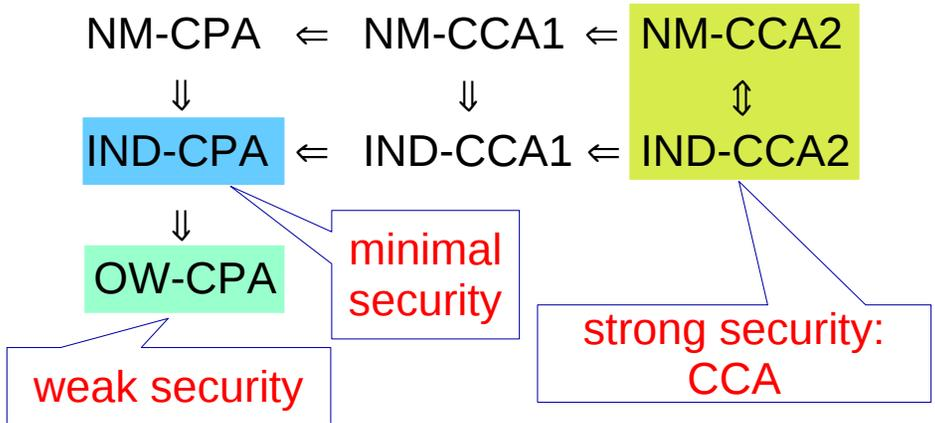 NM-CPA ⇐ NM-CCA1 ⇐ NM-CCA2
⇓ ⇓ ⇕
IND-CPA ⇐ IND-CCA1 ⇐ IND-CCA2
⇓
OW-CPA
minimal
security
strong security:
CCA
weak security